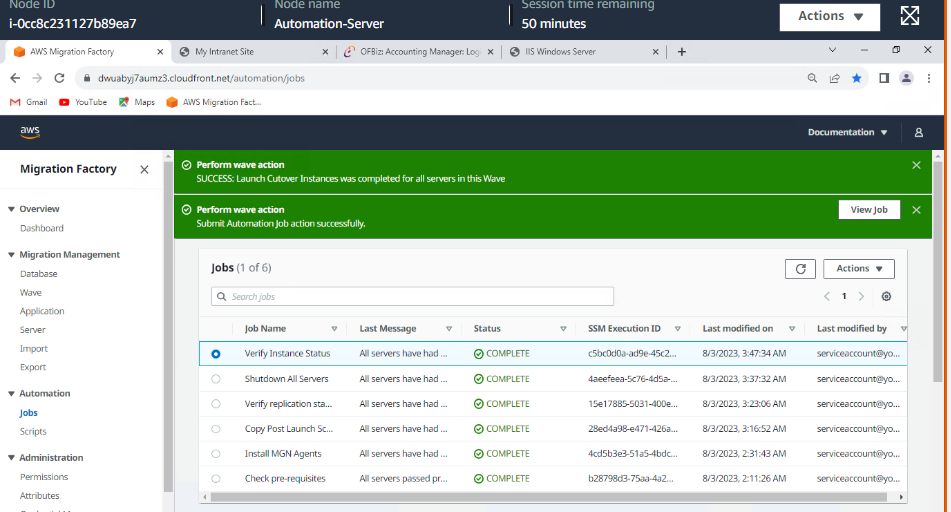 Node ID Node name Session time remaining
i-0cc8c231127b89ea7 Automation-Server 50 minutes
Actions
AWS Migration Factory My Intranet Site OFBiz: Accounting Manager: Log IIS Windows Server
dwuabyj7aumz3.cloudfront.net/automation/jobs
Gmail YouTube Maps AWS Migration Fact...
aws Documentation
Migration Factory
Overview
Dashboard
Migration Management
Database
Wave
Application
Server
Import
Export
Automation
Jobs
Scripts
Administration
Permissions
Attributes
Perform wave action
SUCCESS: Launch Cutover Instances was completed for all servers in this Wave
Perform wave action
Submit Automation Job action successfully.
View Job
Jobs (1 of 6)
Actions
Search jobs
1
Job Name Last Message Status SSM Execution ID Last modified on Last modified by
Verify Instance Status All servers have had ... COMPLETE c5bc0d0a-ad9e-45c2... 8/3/2023, 3:47:34 AM serviceaccount@yo...
Shutdown All Servers All servers have had ... COMPLETE 4aeefeea-5c76-4d5a-... 8/3/2023, 3:37:32 AM serviceaccount@yo...
Verify replication sta... All servers have had ... COMPLETE 15e17885-5031-400e... 8/3/2023, 3:23:06 AM serviceaccount@yo...
Copy Post Launch Sc... All servers have had ... COMPLETE 28ed4a98-e471-426a... 8/3/2023, 3:16:52 AM serviceaccount@yo...
Install MGN Agents All servers have had ... COMPLETE 4cd5b3e3-51a5-4bdc... 8/3/2023, 2:31:43 AM serviceaccount@yo...
Check pre-requisites All servers passed pr... COMPLETE b28798d3-75aa-4a2... 8/3/2023, 2:11:26 AM serviceaccount@yo...